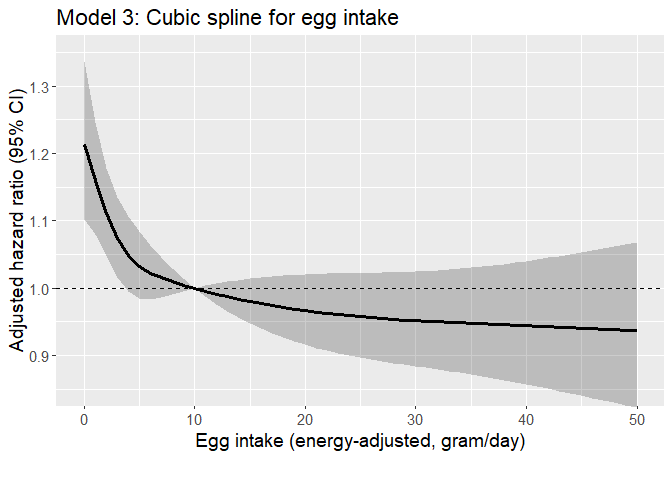 Model 3: Cubic spline for egg intake
Adjusted hazard ratio (95% CI)
1.3
1.2
1.1
1.0
0.9
0 10 20 30 40 50
Egg intake (energy-adjusted, gram/day)